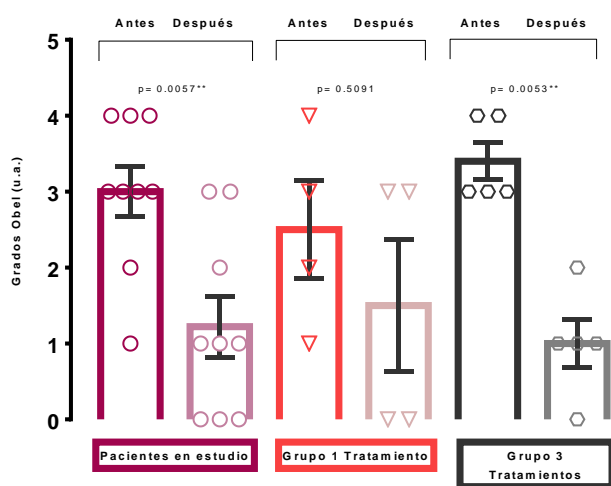 Antes Después Antes Después Antes Después
p= 0.0057** p= 0.5091 p= 0.0053**
Grados Obel (u.a.)
5
4
3
2
1
0
Pacientes en estudio
Grupo 1 Tratamiento
Grupo 3
Tratamientos